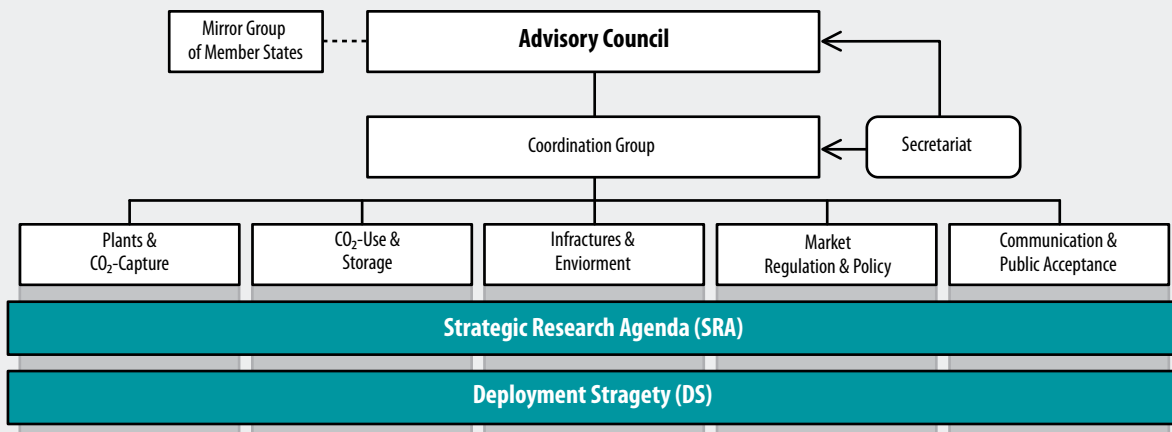 Mirror Group
of Member States
Advisory Council
Coordination Group
Secretariat
Plants &
CO₂-Capture
CO₂-Use &
Storage
Infractures &
Enviorment
Market
Regulation & Policy
Communication &
Public Acceptance
Strategic Research Agenda (SRA)
Deployment Stragety (DS)